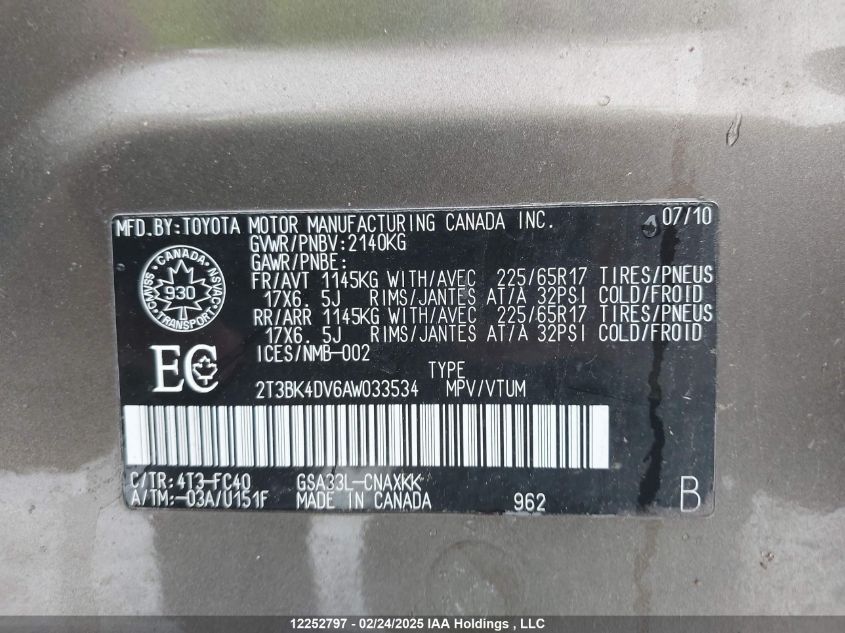 MFD.BY:TOYOTA MOTOR MANUFACTURING CANADA INC. 07/10
GVWR/PNBV:2140KG
GAWR/PNBE:
FR/AVT 1145KG WITH/AVEC 225/65R17 TIRES/PNEUS
17X6.5J RIMS/JANTES AT/A 32PSI COLD/FROID
RR/ARR 1145KG WITH/AVEC 225/65R17 TIRES/PNEUS
17X6.5J RIMS/JANTES AT/A 32PSI COLD/FROID
ICES/NMB-002
CANADA
CMVSS 930 NSVAC
TRANSPORT
EC
TYPE
2T3BK4DV6AW033534 MPV/VTUM
C/TR:4T3-FC40 GSA33L-CNAXKK
A/TM:-03A/U151F MADE IN CANADA 962 B
12252797 - 02/24/2025 IAA Holdings , LLC